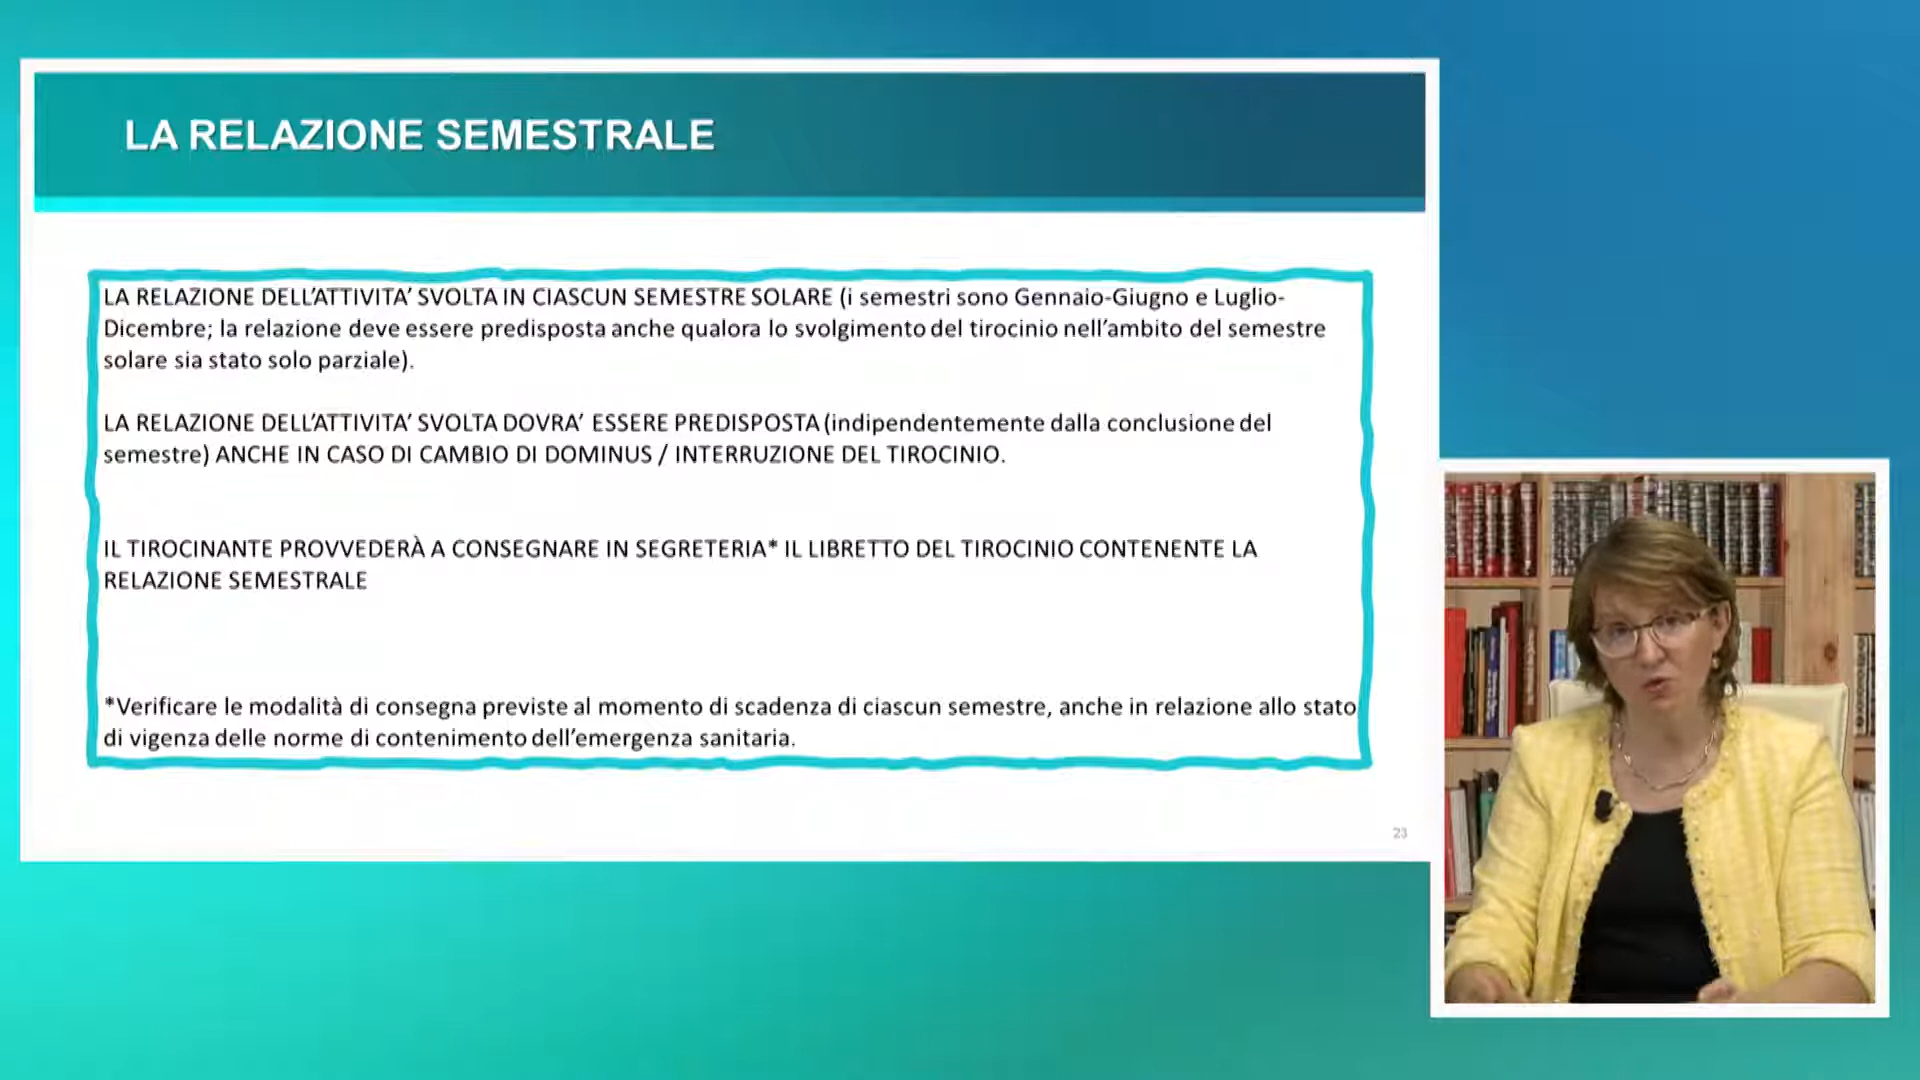 LA RELAZIONE SEMESTRALE
LA RELAZIONE DELL'ATTIVITA' SVOLTA IN CIASCUN SEMESTRE SOLARE (i semestri sono Gennaio-Giugno e Luglio-
Dicembre; la relazione deve essere predisposta anche qualora lo svolgimento del tirocinio nell'ambito del semestre
solare sia stato solo parziale).
LA RELAZIONE DELL'ATTIVITA' SVOLTA DOVRA' ESSERE PREDISPOSTA (indipendentemente dalla conclusione del
semestre) ANCHE IN CASO DI CAMBIO DI DOMINUS / INTERRUZIONE DEL TIROCINIO.
IL TIROCINANTE PROVVEDERÀ A CONSEGNARE IN SEGRETERIA* IL LIBRETTO DEL TIROCINIO CONTENENTE LA
RELAZIONE SEMESTRALE
*Verificare le modalità di consegna previste al momento di scadenza di ciascun semestre, anche in relazione allo stato
di vigenza delle norme di contenimento dell'emergenza sanitaria.
23